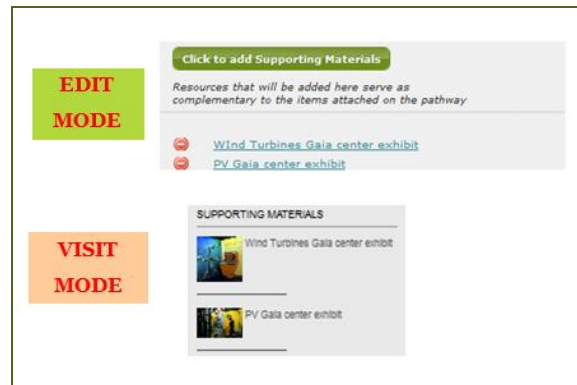 EDIT
MODE
Click to add Supporting Materials
Resources that will be added here serve as
complementary to the items attached on the pathway
WInd Turbines Gaia center exhibit
PV Gaia center exhibit
VISIT
MODE
SUPPORTING MATERIALS
Wind Turbines Gaia center exhibit
PV Gaia center exhibit